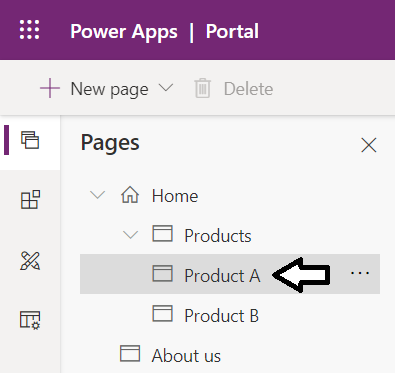 Power Apps | Portal
New page Delete
Pages
Home
Products
Product A
Product B
About us